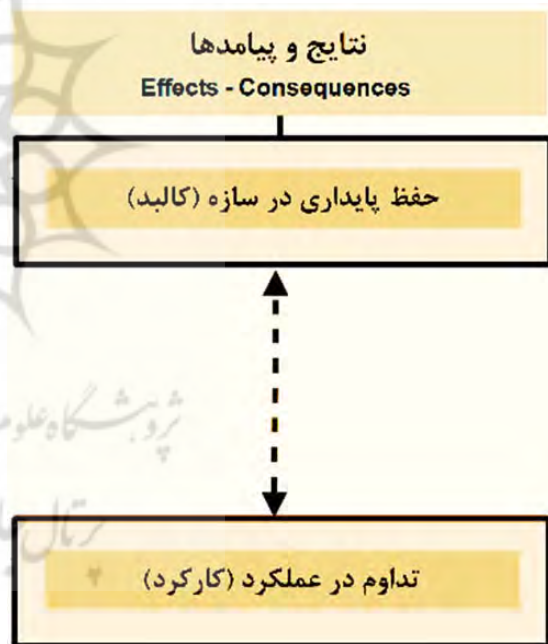 نتایج و پیامدها
Effects - Consequences
حفظ پایداری در سازه (کالبد)
تداوم در عملکرد (کارکرد)